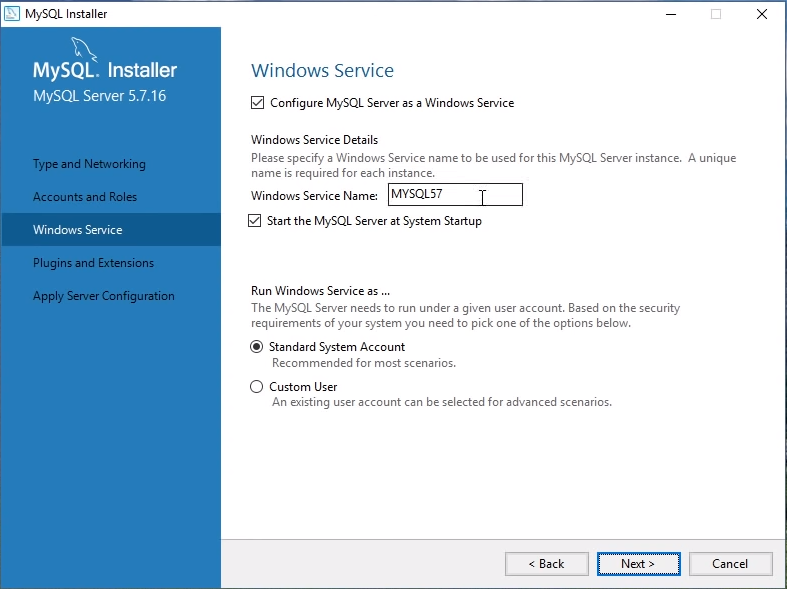 MySQL Installer
MySQL. Installer
MySQL Server 5.7.16
Type and Networking
Accounts and Roles
Windows Service
Plugins and Extensions
Apply Server Configuration
Windows Service
Configure MySQL Server as a Windows Service
Windows Service Details
Please specify a Windows Service name to be used for this MySQL Server instance. A unique
name is required for each instance.
Windows Service Name: MYSQL57
Start the MySQL Server at System Startup
Run Windows Service as ...
The MySQL Server needs to run under a given user account. Based on the security
requirements of your system you need to pick one of the options below.
Standard System Account
Recommended for most scenarios.
Custom User
An existing user account can be selected for advanced scenarios.
< Back Next > Cancel